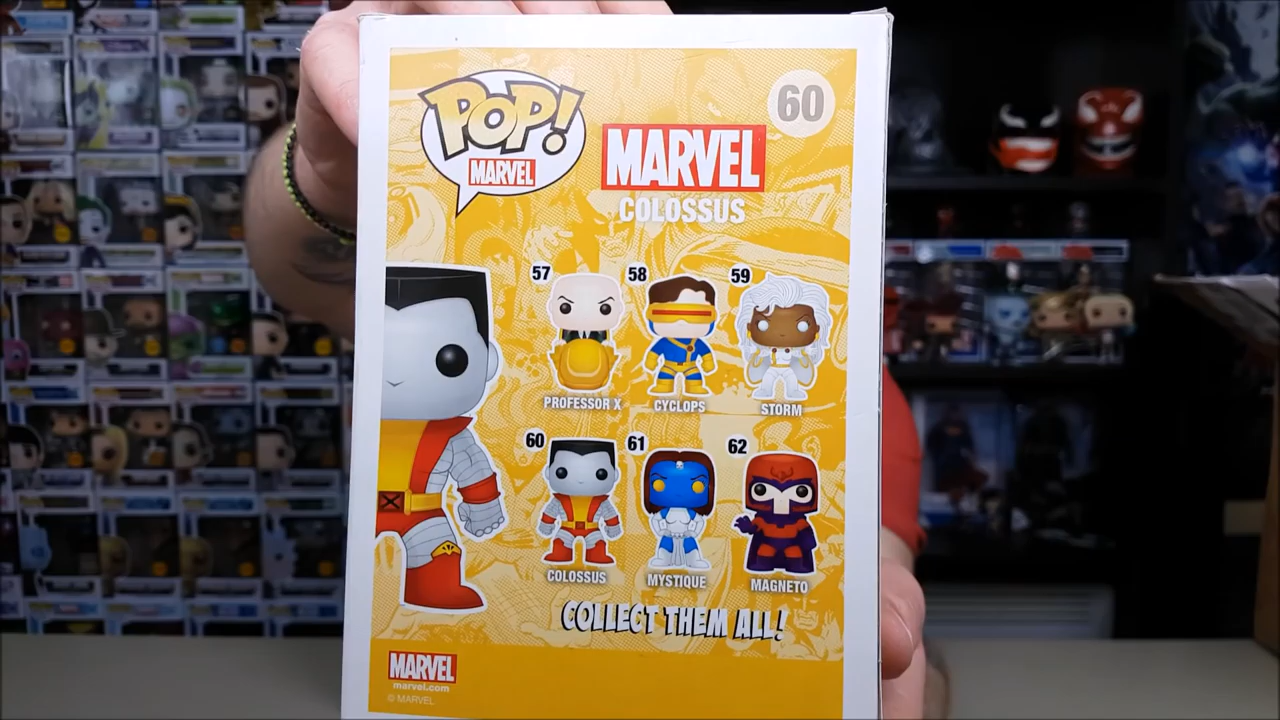 POP!
MARVEL
60
MARVEL
COLOSSUS
57
58
59
PROFESSOR X
CYCLOPS
STORM
60
61
62
COLOSSUS
MYSTIQUE
MAGNETO
COLLECT THEM ALL!
MARVEL
marvel.com
© MARVEL